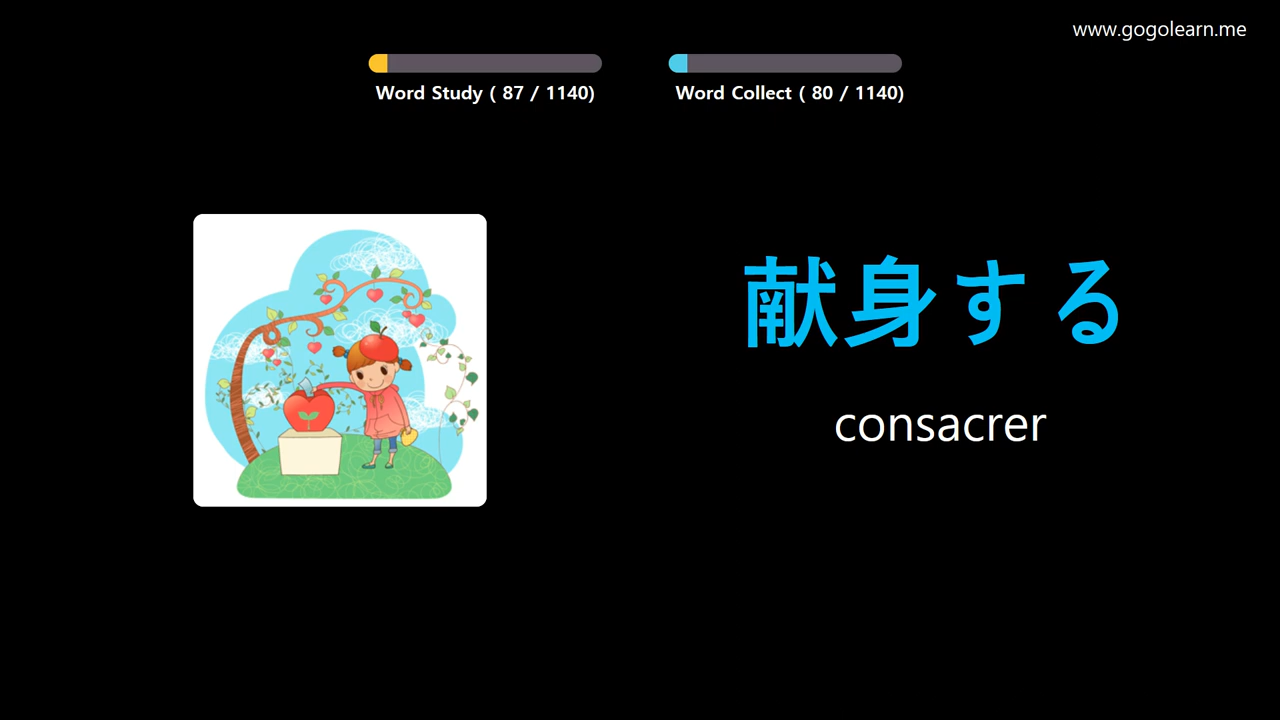 www.gogolearn.me
Word Study ( 87 / 1140)
Word Collect ( 80 / 1140)
献身する
consacrer